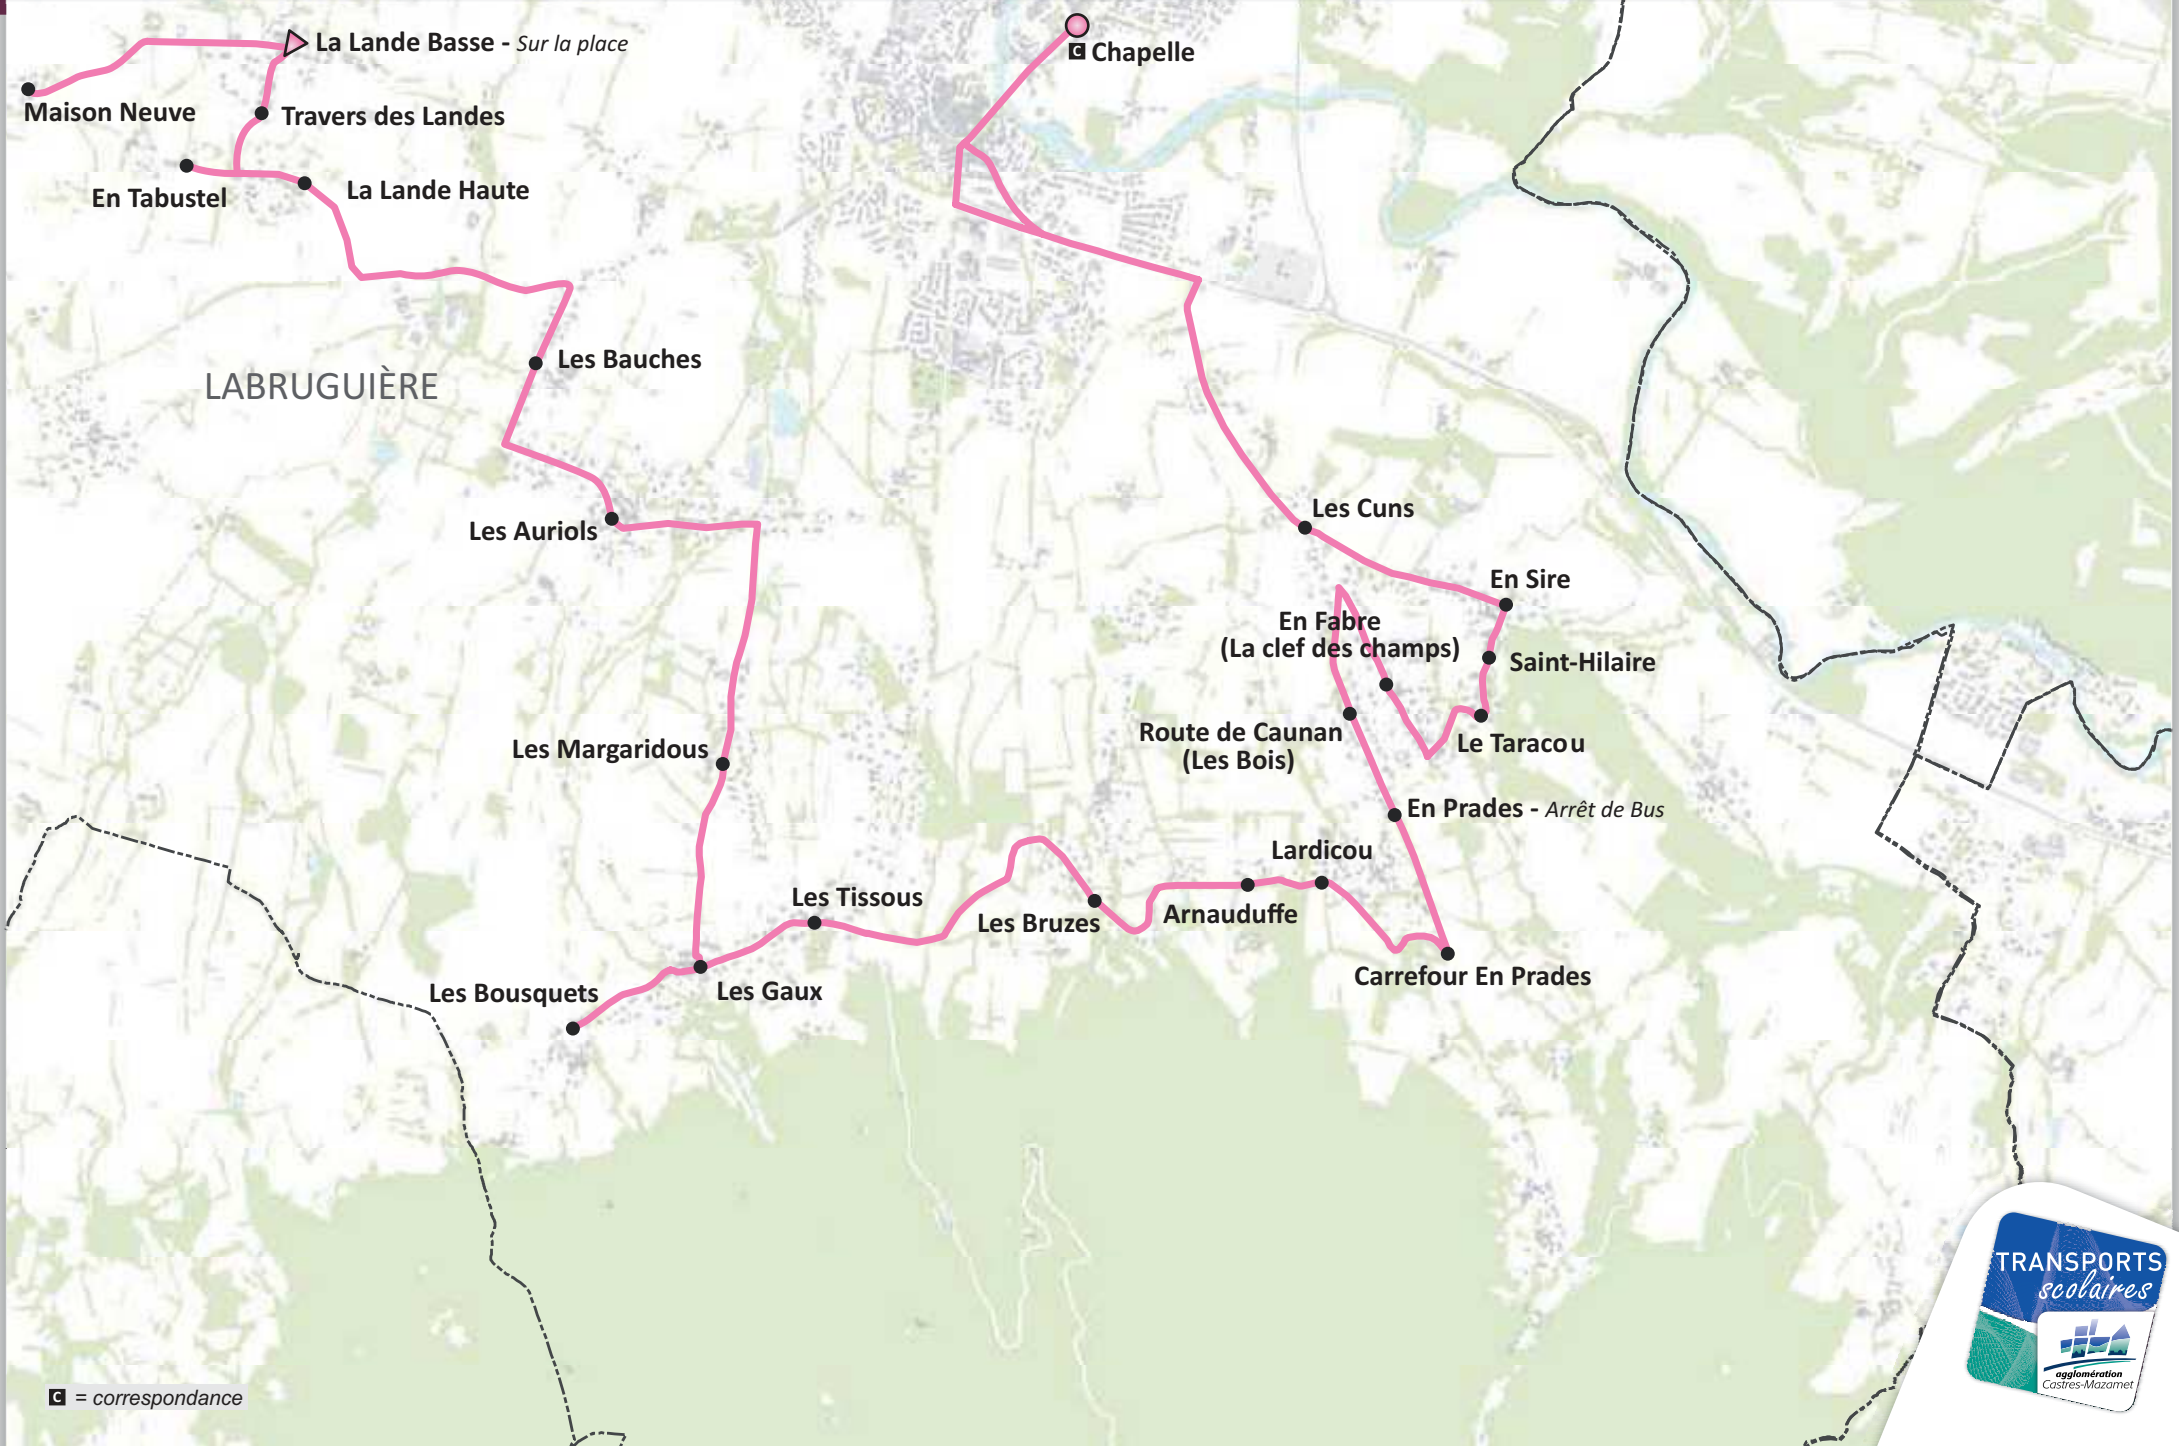 La Lande Basse - Sur la place
C Chapelle
Maison Neuve
Travers des Landes
En Tabustel
La Lande Haute
Les Bauches
LABRUGUIÈRE
Les Auriols
Les Cuns
En Sire
En Fabre
(La clef des champs)
Saint-Hilaire
Route de Caunan
(Les Bois)
Le Taracou
Les Margaridous
En Prades - Arrêt de Bus
Lardicou
Les Tissous
Les Bruzes
Arnauduffe
Carrefour En Prades
Les Bousquets
Les Gaux
TRANSPORTS
scolaires
agglomération
Castres-Mazamet
C = correspondance